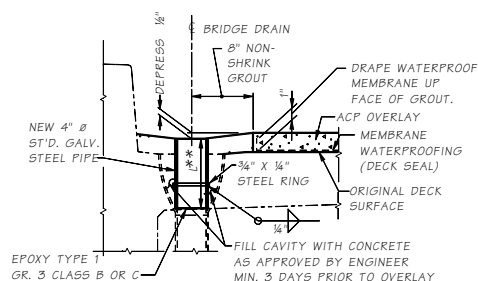 DEPRESS ½"
℄ BRIDGE DRAIN
8" NON-
SHRINK
GROUT
1"
DRAPE WATERPROOF
MEMBRANE UP
FACE OF GROUT.
ACP OVERLAY
MEMBRANE
WATERPROOFING
(DECK SEAL)
ORIGINAL DECK
SURFACE
NEW 4" ø
ST'D. GALV.
STEEL PIPE
**
¾" X ¼"
STEEL RING
¼"
FILL CAVITY WITH CONCRETE
AS APPROVED BY ENGINEER
MIN. 3 DAYS PRIOR TO OVERLAY
EPOXY TYPE 1
GR. 3 CLASS B OR C